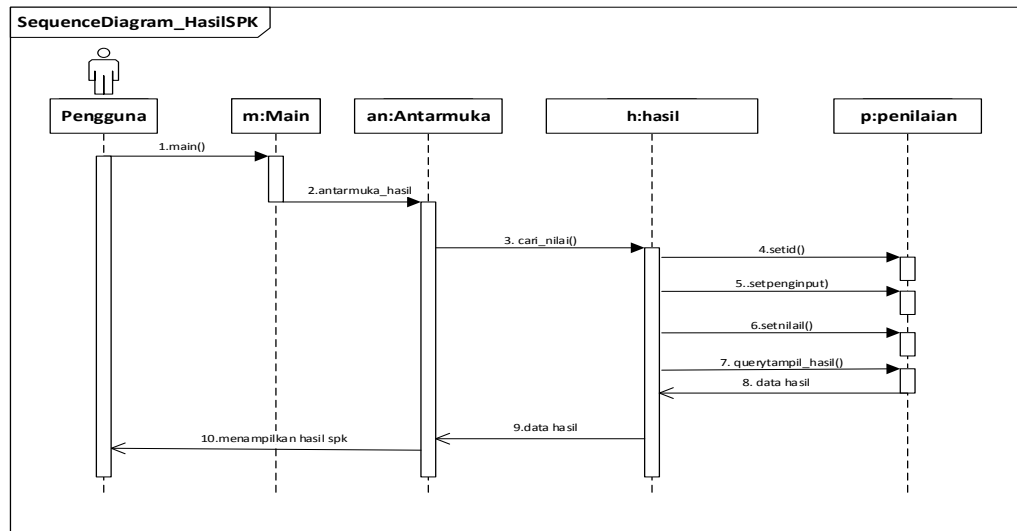 SequenceDiagram_HasilSPK
Pengguna
m:Main
an:Antarmuka
h:hasil
p:penilaian
1.main()
2.antarmuka_hasil
3. cari_nilai()
4.setid()
5..setpenginput)
6.setnilail()
7. querytampil_hasil()
8. data hasil
9.data hasil
10.menampilkan hasil spk